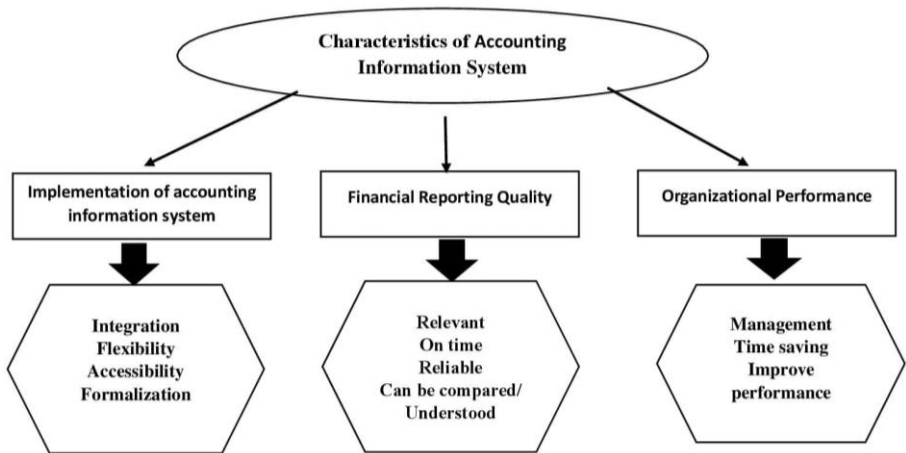 Characteristics of Accounting
Information System
Implementation of accounting
information system
Financial Reporting Quality
Organizational Performance
Integration
Flexibility
Accessibility
Formalization
Relevant
On time
Reliable
Can be compared/
Understood
Management
Time saving
Improve
performance